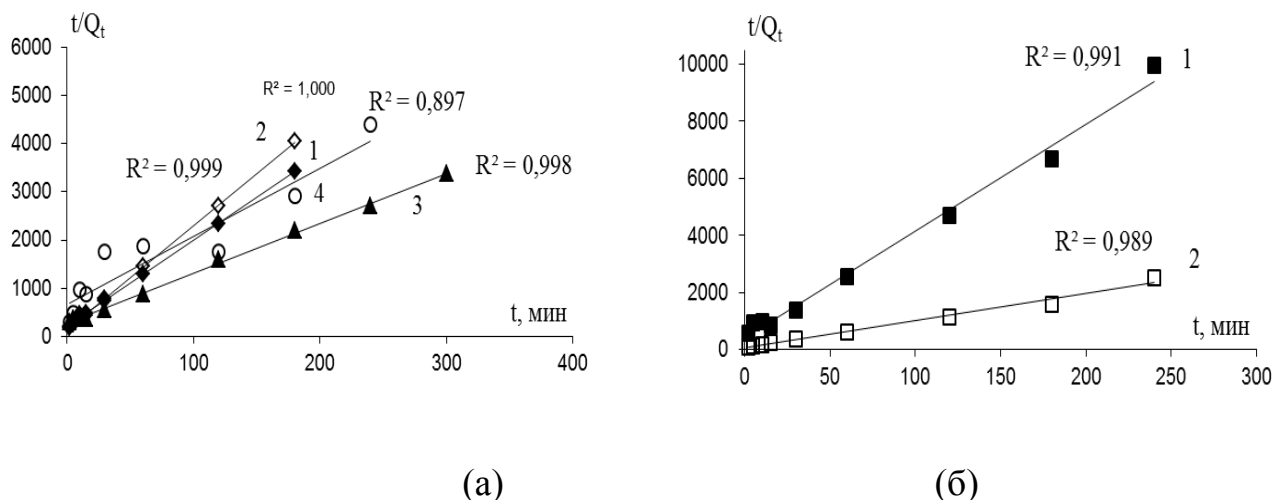 t/Qt
6000
5000
4000
3000
2000
1000
0
0 100 200 300 400
t, мин
R² = 1,000
R² = 0,897
R² = 0,999
R² = 0,998
2
1
4
3
(а)
t/Qt
10000
8000
6000
4000
2000
0
0 50 100 150 200 250 300
t, мин
R² = 0,991 1
R² = 0,989 2
(б)